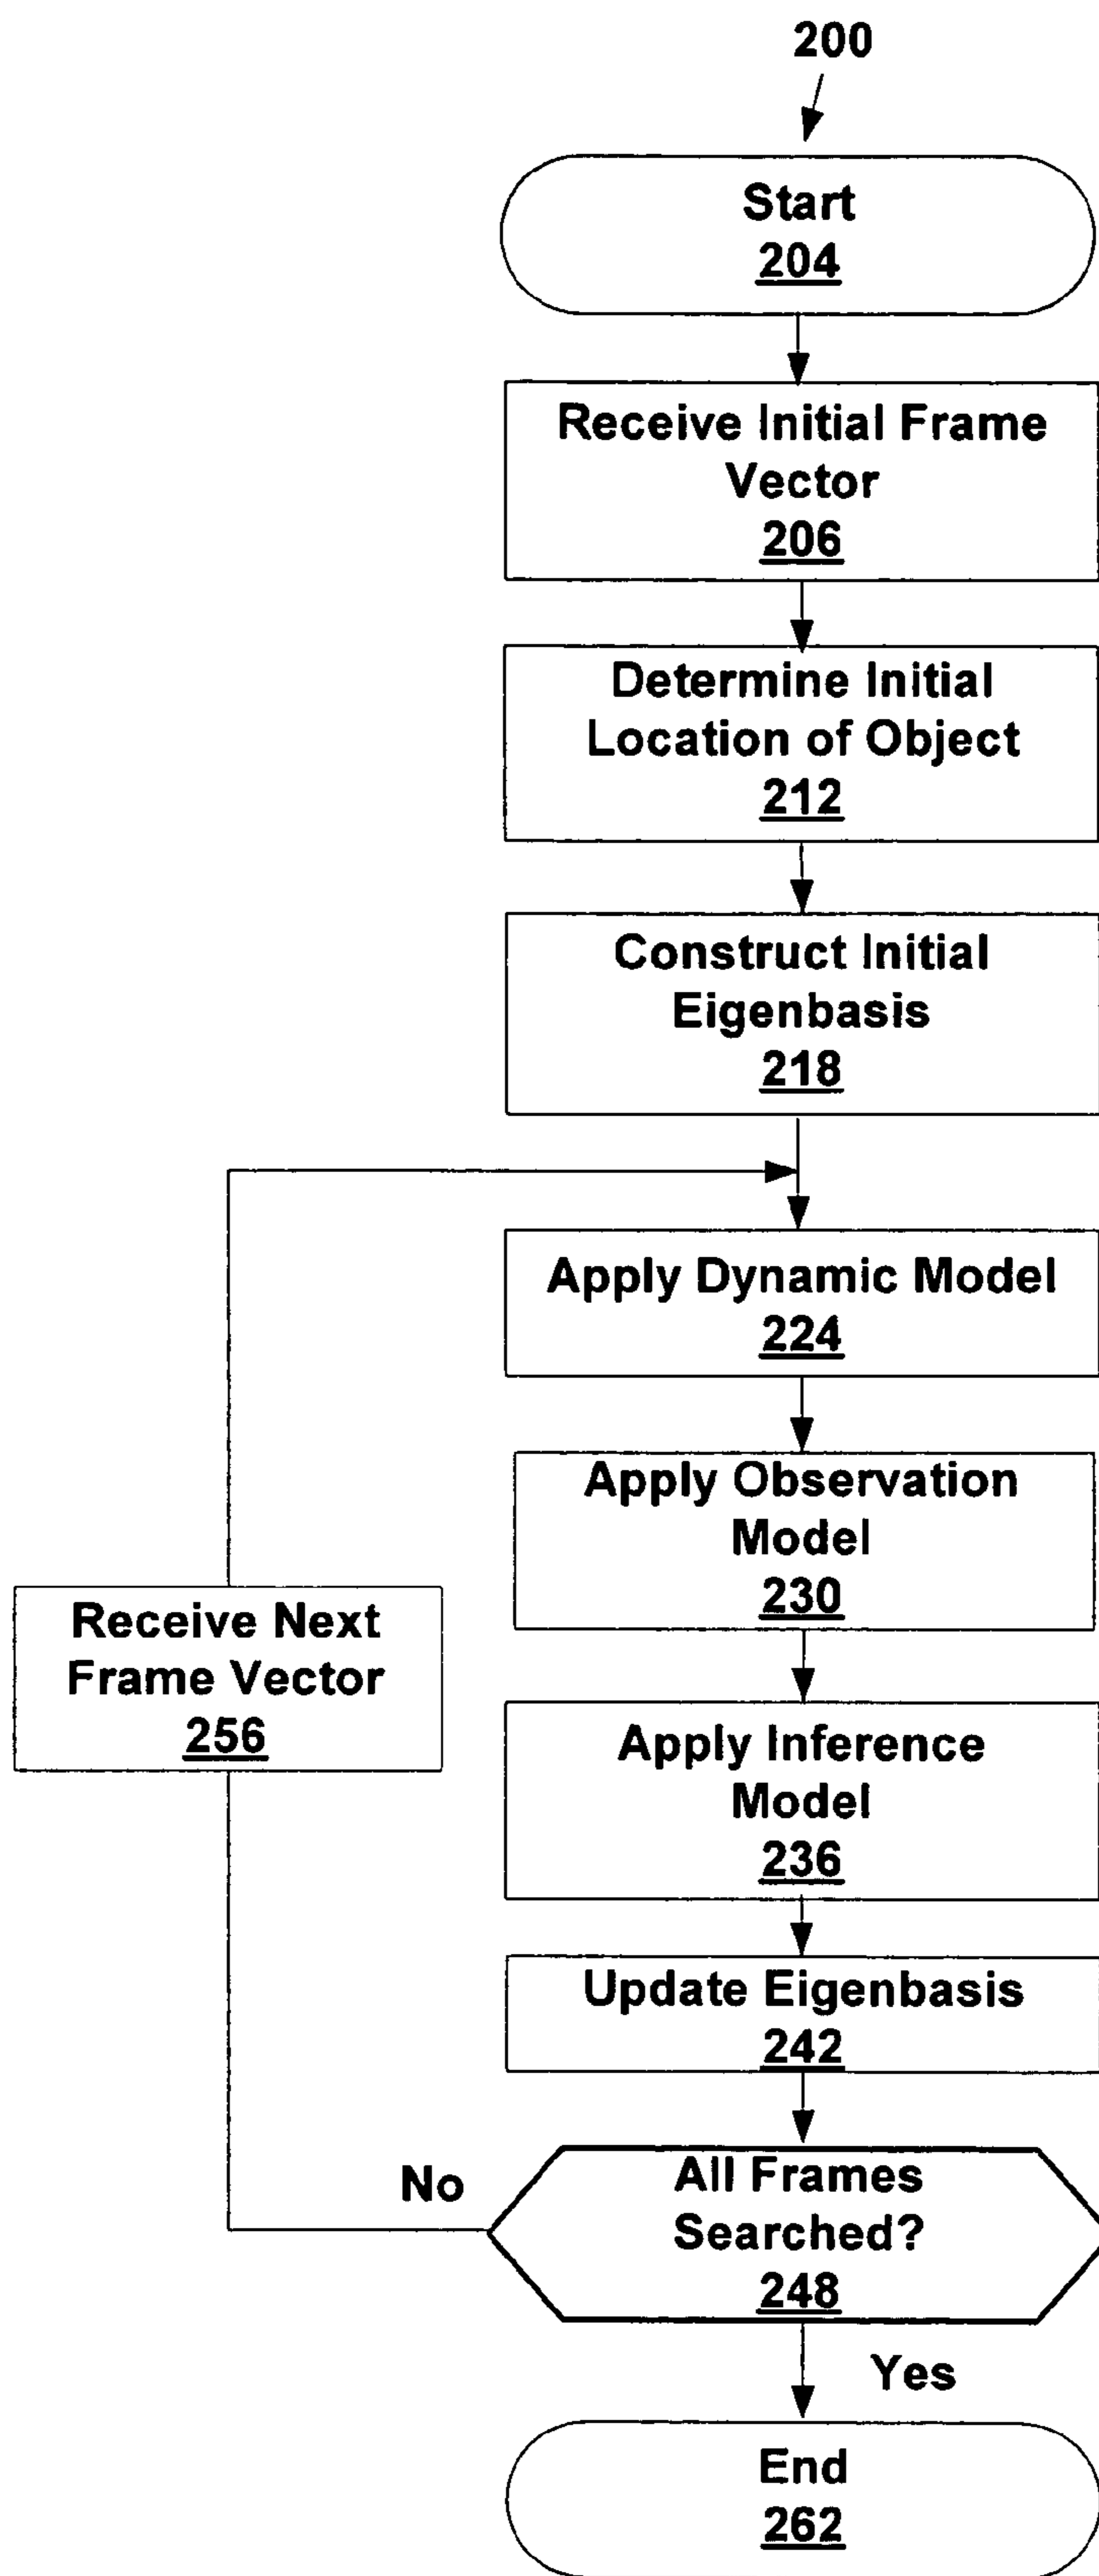 200
Start
204
Receive Initial Frame
Vector
206
Determine Initial
Location of Object
212
Construct Initial
Eigenbasis
218
Apply Dynamic Model
224
Apply Observation
Model
230
Receive Next
Frame Vector
256
Apply Inference
Model
236
Update Eigenbasis
242
No
All Frames
Searched?
248
Yes
End
262